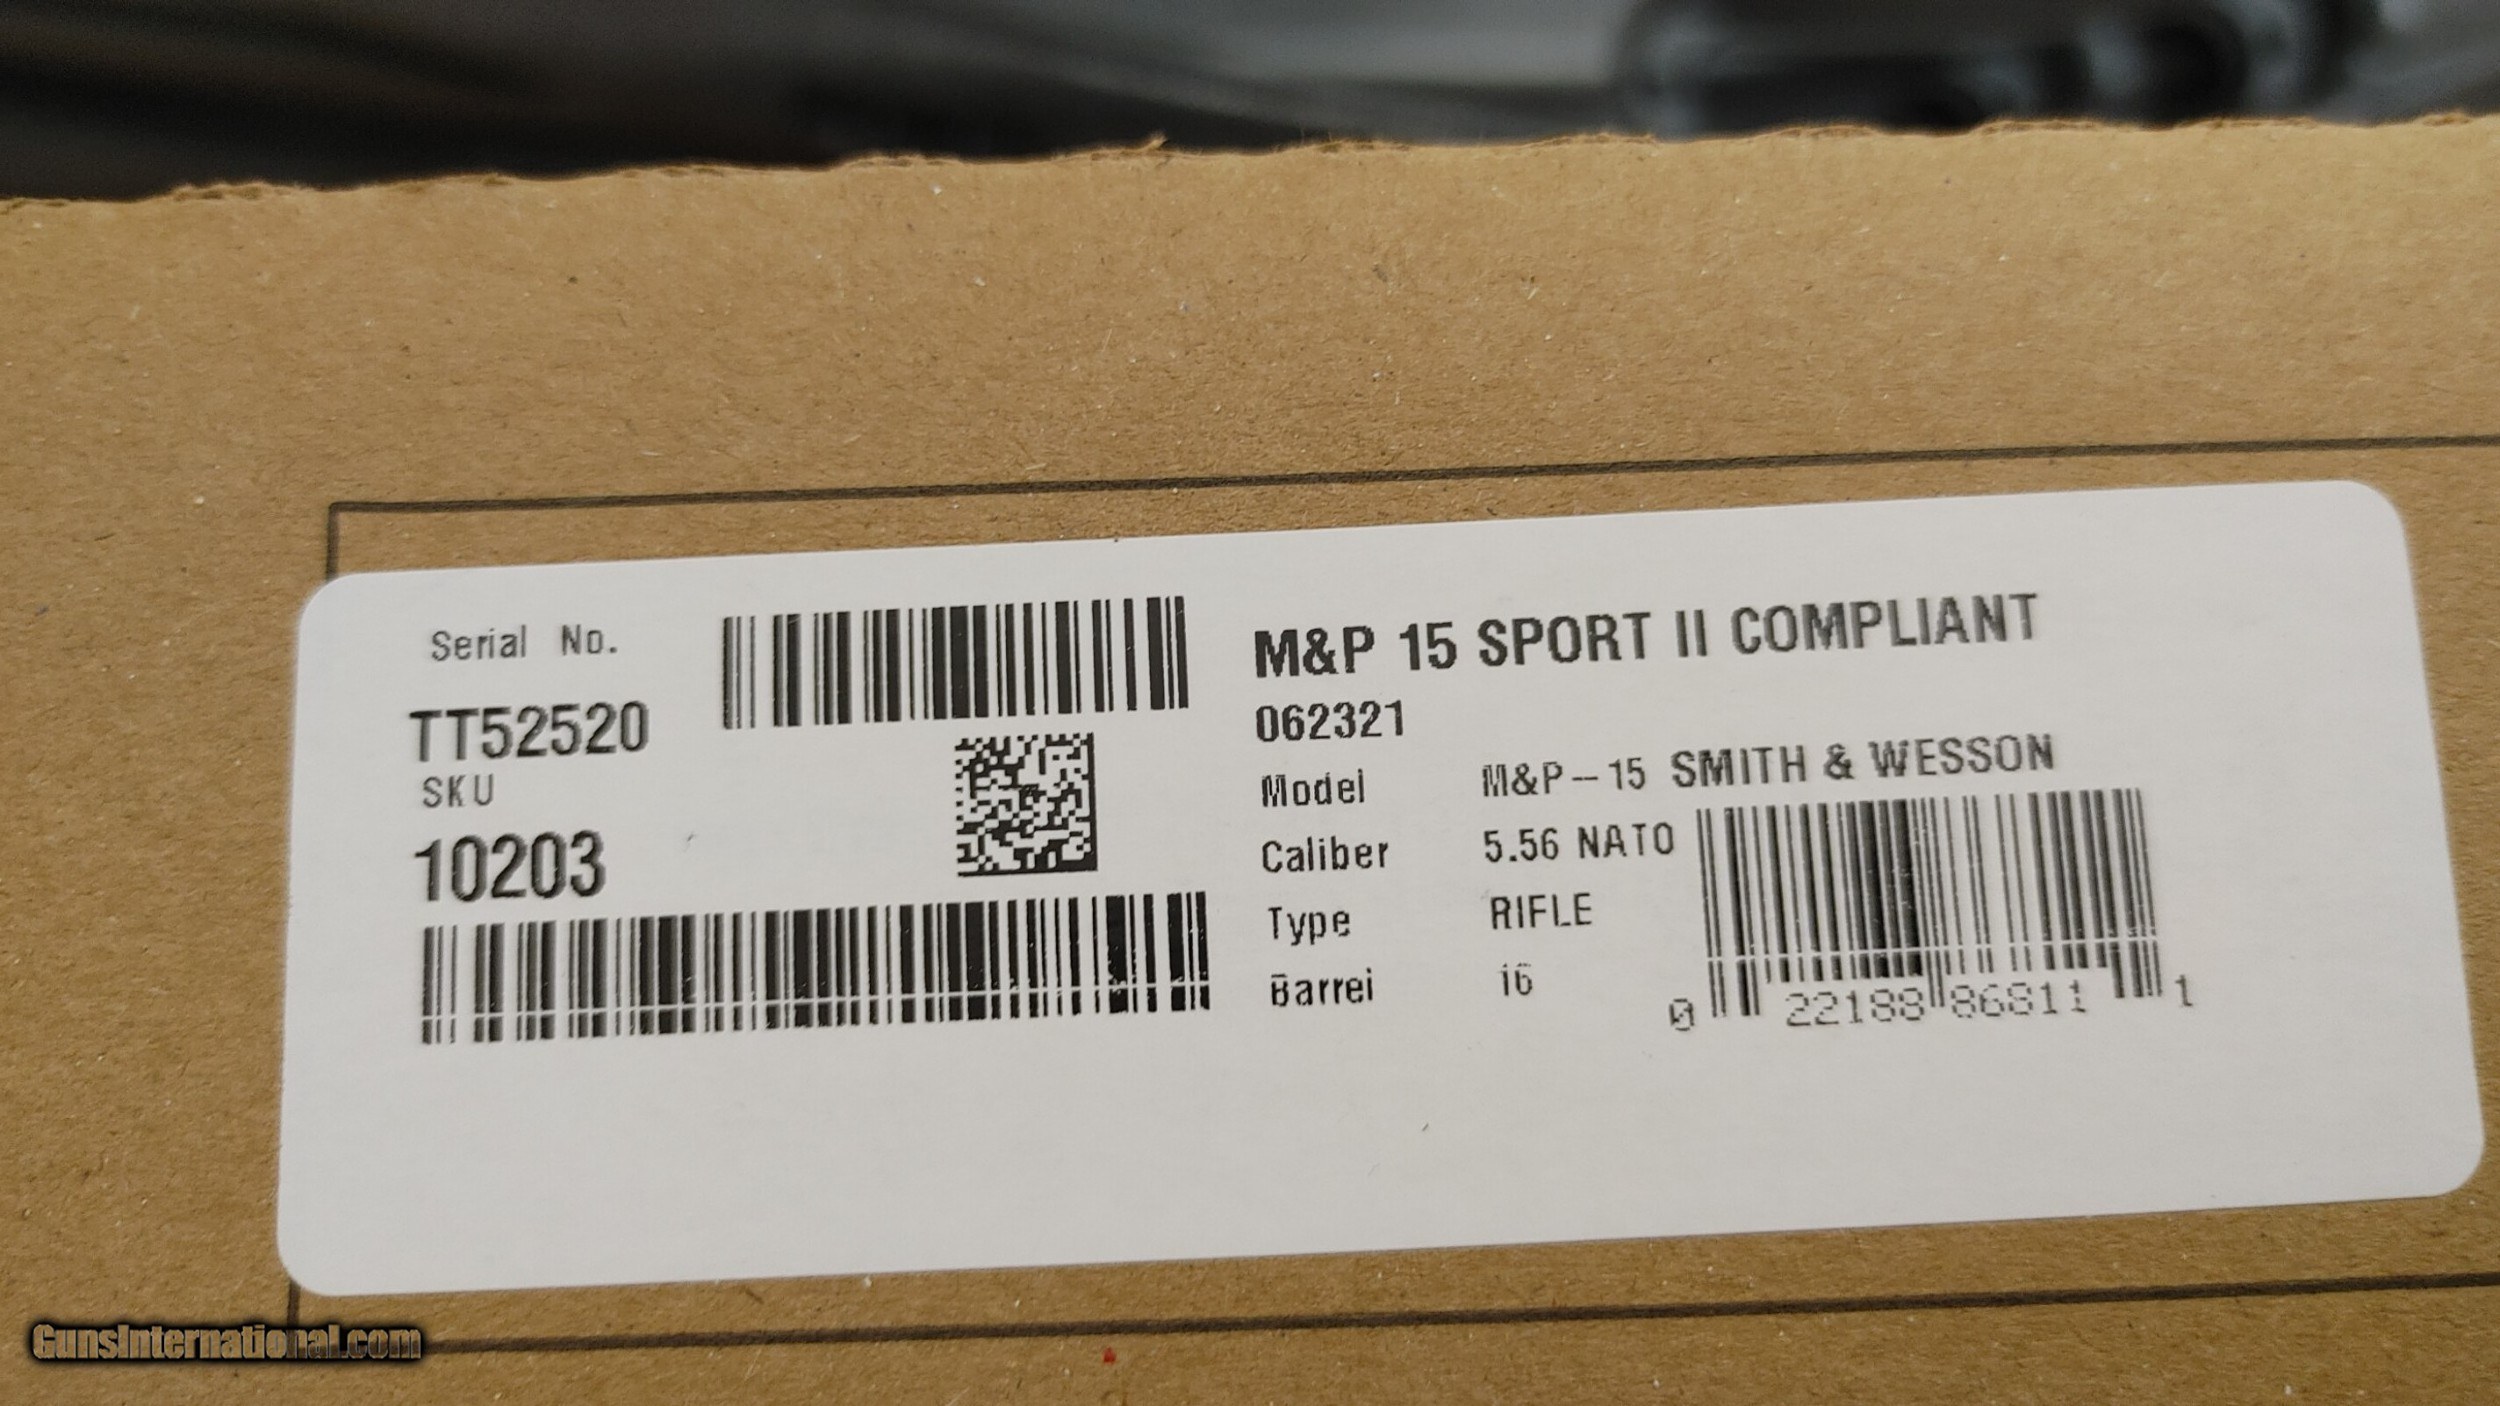 Serial No.
TT52520
SKU
10203
M&P 15 SPORT II COMPLIANT
062321
Model M&P-15 SMITH & WESSON
Caliber 5.56 NATO
Type RIFLE
Barrel 16
0 22188 86811 1
GunsInternational.com